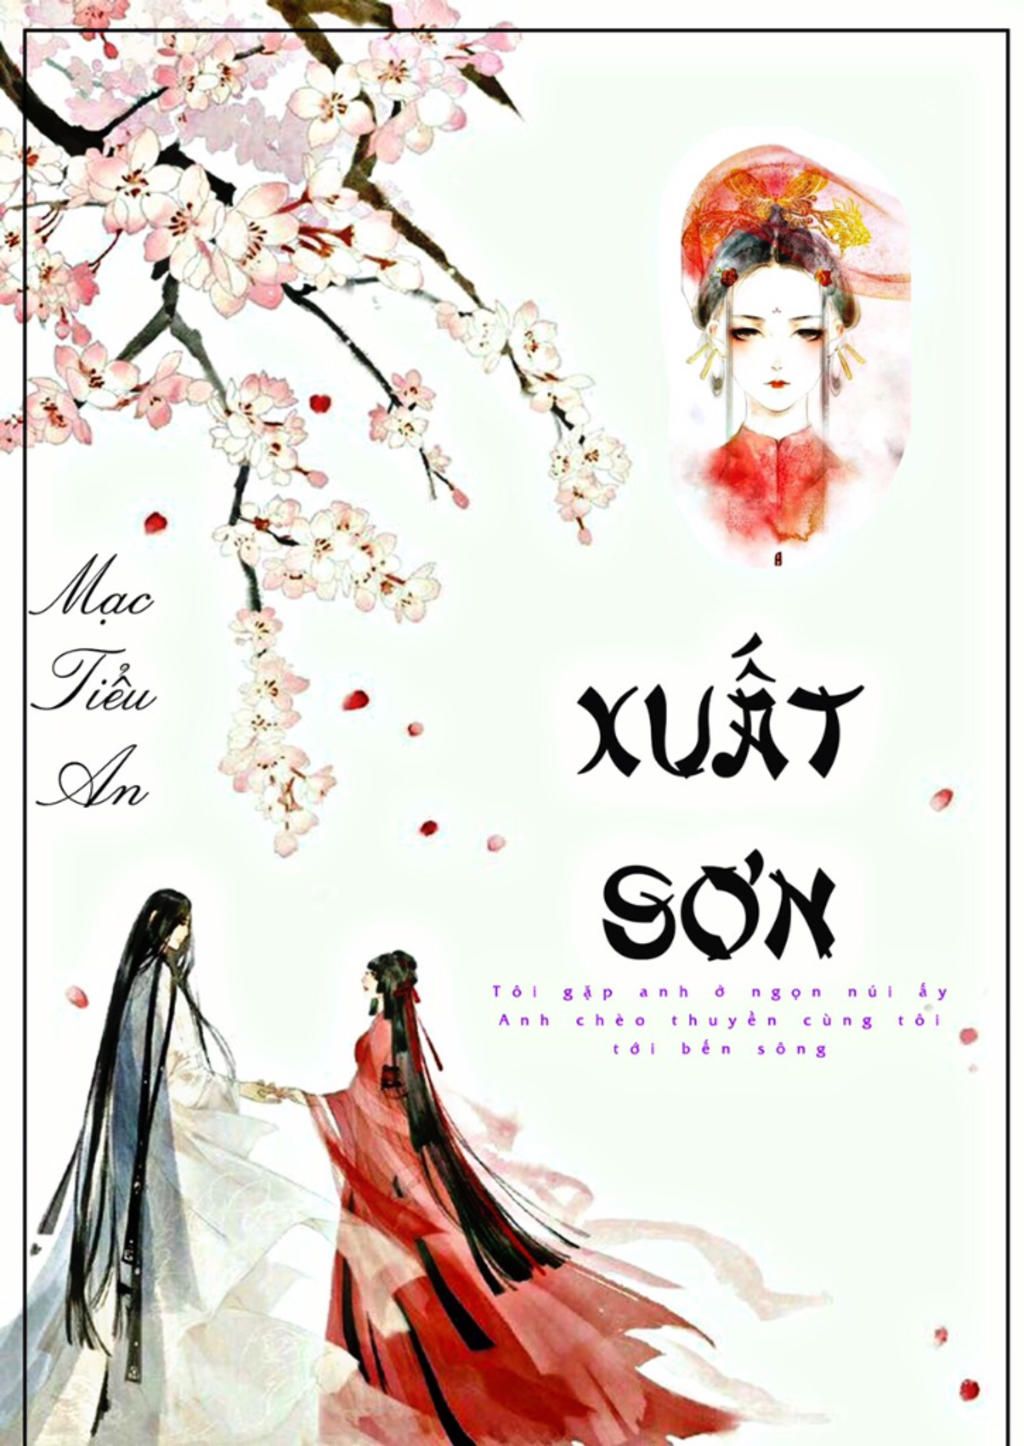 Mạc
Tiểu
An
XUẤT
SƠN
Tôi gặp anh ở ngọn núi ấy
Anh chèo thuyền cùng tôi
tới bến sông